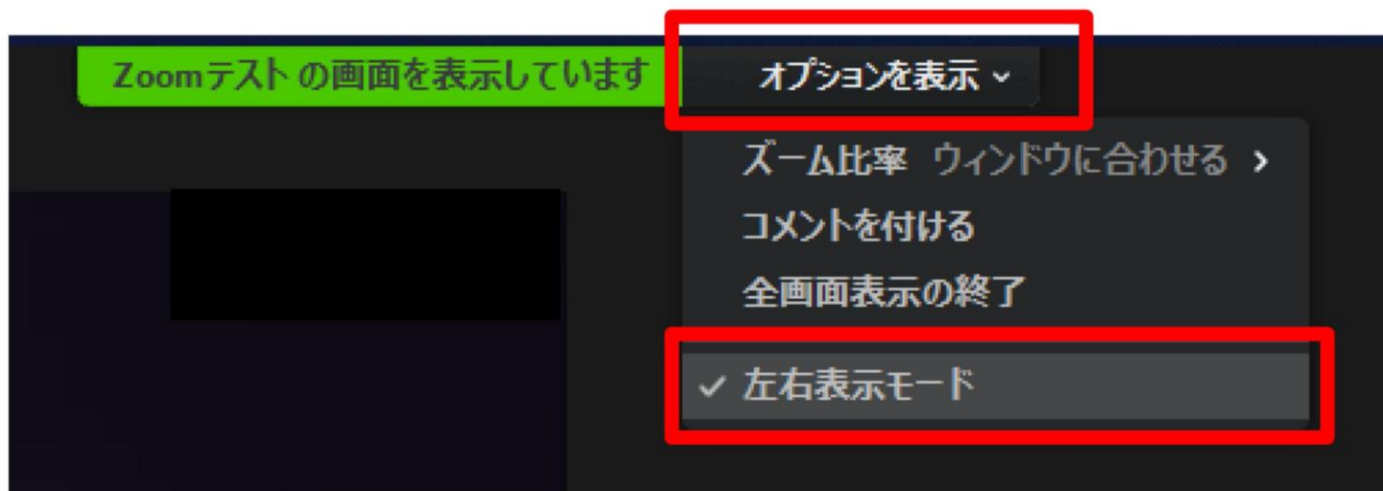 Zoomテスト の画面を表示しています オプションを表示
ズーム比率 ウィンドウに合わせる
コメントを付ける
全画面表示の終了
左右表示モード